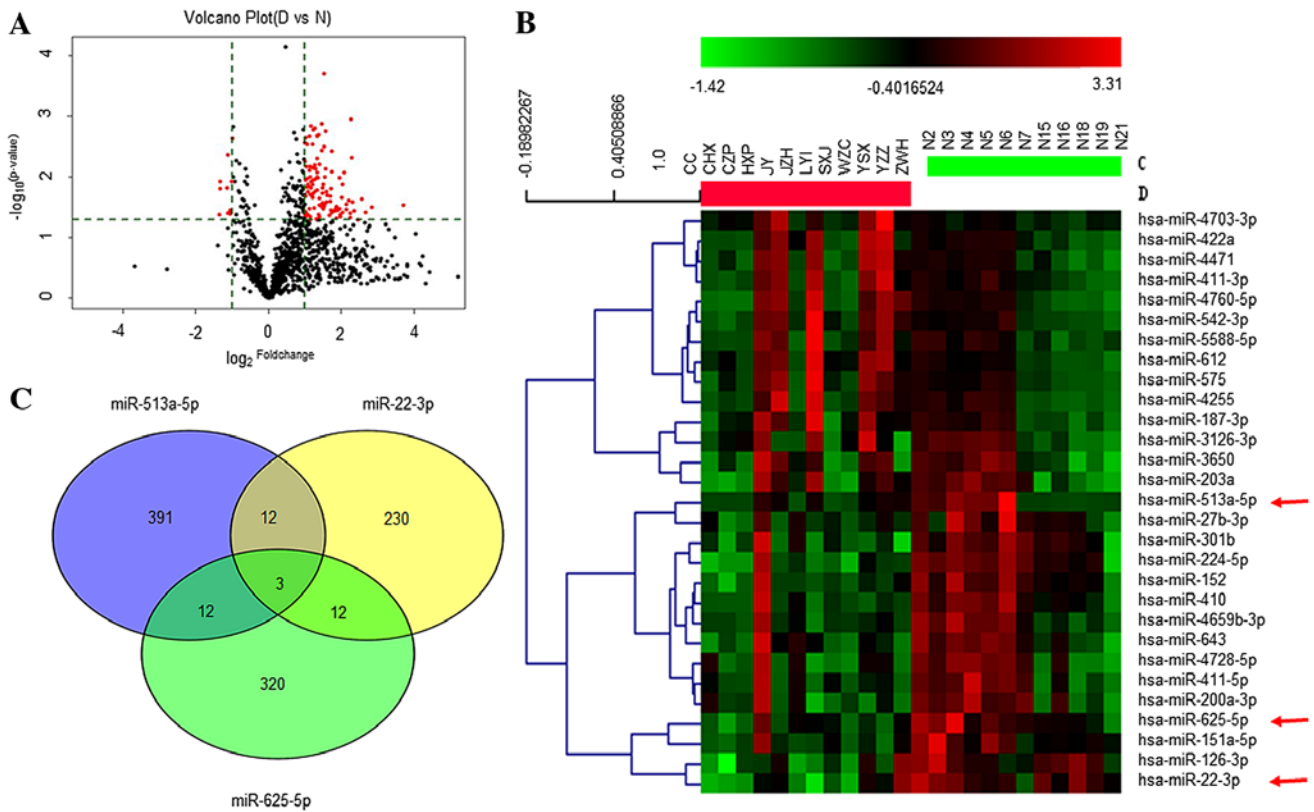 A
Volcano Plot(D vs N)
-log10(p-value)
4
3
2
1
0
-4
-2
0
2
4
log2 Foldchange
B
-1.42
-0.4016524
3.31
-0.18982267
0.40508866
1.0
CC
CHX
CZP
HXP
JY
JZH
LYI
SXJ
WZC
YSX
YZZ
ZWH
N2
N3
N4
N5
N6
N7
N15
N16
N18
N19
N21
C
D
hsa-miR-4703-3p
hsa-miR-422a
hsa-miR-4471
hsa-miR-411-3p
hsa-miR-4760-5p
hsa-miR-542-3p
hsa-miR-5588-5p
hsa-miR-612
hsa-miR-575
hsa-miR-4255
hsa-miR-187-3p
hsa-miR-3126-3p
hsa-miR-3650
hsa-miR-203a
hsa-miR-513a-5p
hsa-miR-27b-3p
hsa-miR-301b
hsa-miR-224-5p
hsa-miR-152
hsa-miR-410
hsa-miR-4659b-3p
hsa-miR-643
hsa-miR-4728-5p
hsa-miR-411-5p
hsa-miR-200a-3p
hsa-miR-625-5p
hsa-miR-151a-5p
hsa-miR-126-3p
hsa-miR-22-3p
C
miR-513a-5p
miR-22-3p
391
12
230
3
12
12
320
miR-625-5p